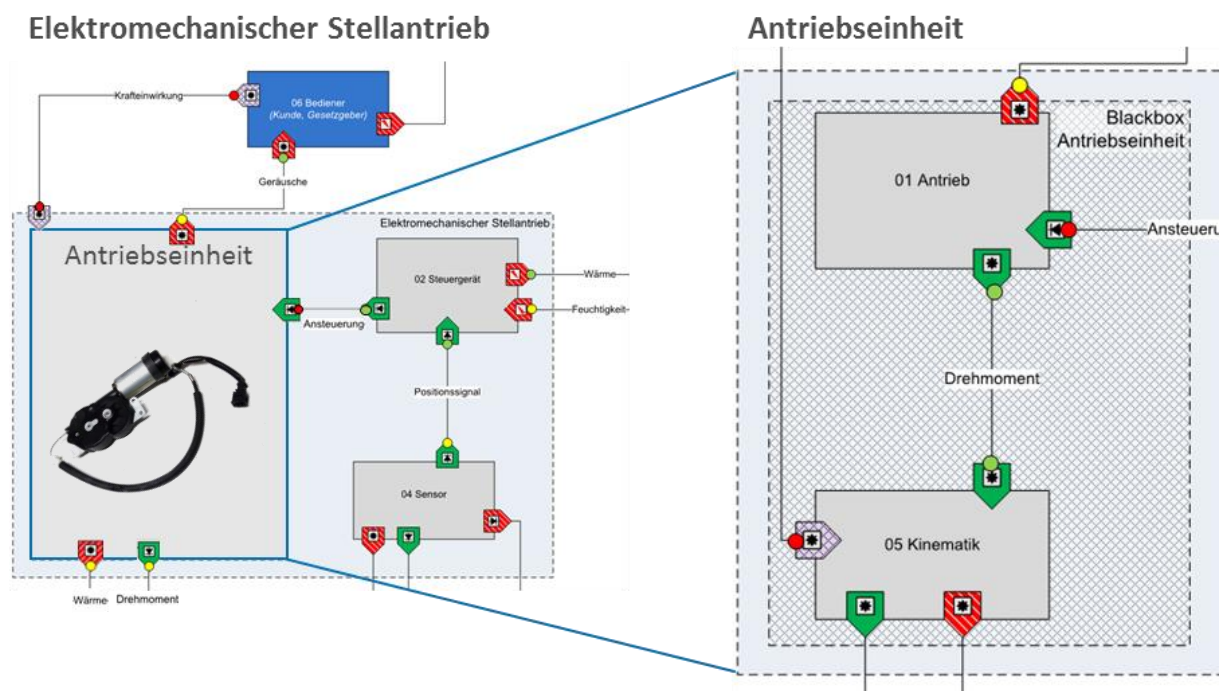 Elektromechanischer Stellantrieb
Antriebseinheit
Krafteinwirkung
06 Bediener
(Kunde, Gesetzgeber)
Geräusche
Elektromechanischer Stellantrieb
Antriebseinheit
02 Steuergerät
Wärme
Feuchtigkeit
Ansteuerung
Positionssignal
04 Sensor
Wärme
Drehmoment
Blackbox
Antriebseinheit
01 Antrieb
Ansteueru
Drehmoment
05 Kinematik